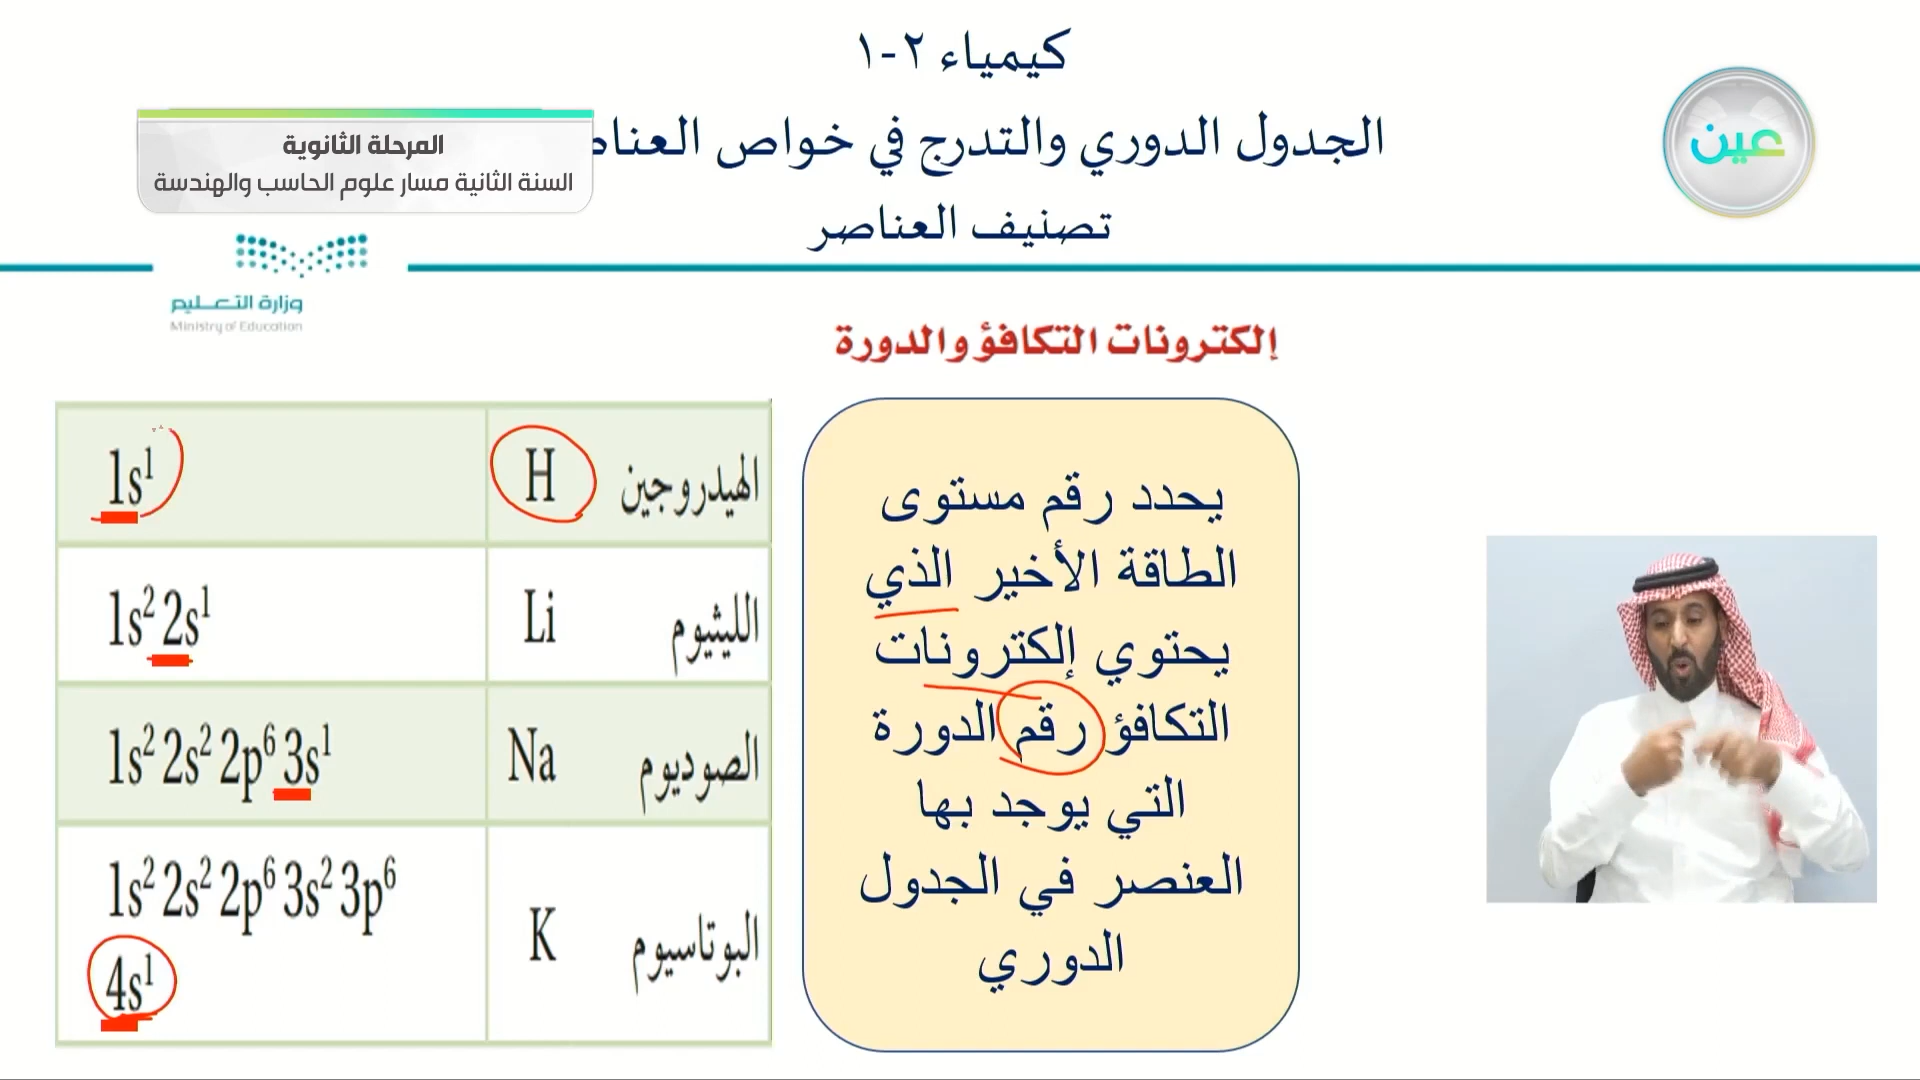 كيمياء ٢-١
الجدول الدوري والتدرج في خواص العناص
تصنيف العناصر
عين
المرحلة الثانوية
السنة الثانية مسار علوم الحاسب والهندسة
وزارة التعـــليم
Ministry of Education
إلكترونات التكافؤ والدورة
يحدد رقم مستوى
الطاقة الأخير الذي
يحتوي إلكترونات
التكافؤ رقم الدورة
التي يوجد بها
العنصر في الجدول
الدوري
الهيدروجين H 1s¹
الليثيوم Li 1s² 2s¹
الصوديوم Na 1s² 2s² 2p⁶ 3s¹
البوتاسيوم K 1s² 2s² 2p⁶ 3s² 3p⁶
4s¹